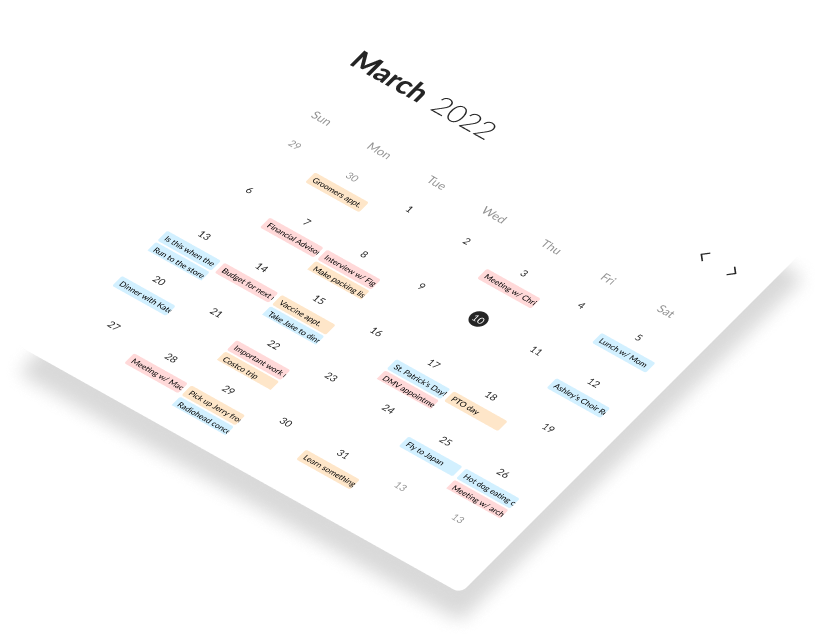 March 2022
< >
Sun
Mon
Tue
Wed
Thu
Fri
Sat
29
30
Groomers appt.
1
2
3
Meeting w/ Chri
4
5
Lunch w/ Mom
6
7
Financial Advisor
8
Interview w/ Fig
Make packing lis
9
10
11
12
Ashley's Choir R
13
Is this when the
Run to the store
14
Budget for next
15
Vaccine appt.
Take Jake to dinr
16
17
St. Patrick's Day!
DMV appointme
18
PTO day
19
20
Dinner with Kate
21
22
Important work
Costco trip
23
24
25
Fly to Japan
26
Hot dog eating c
Meeting w/ arch
27
28
Meeting w/ Mac
29
Pick up Jerry fro
Radiohead conc
30
31
Learn something
13
13